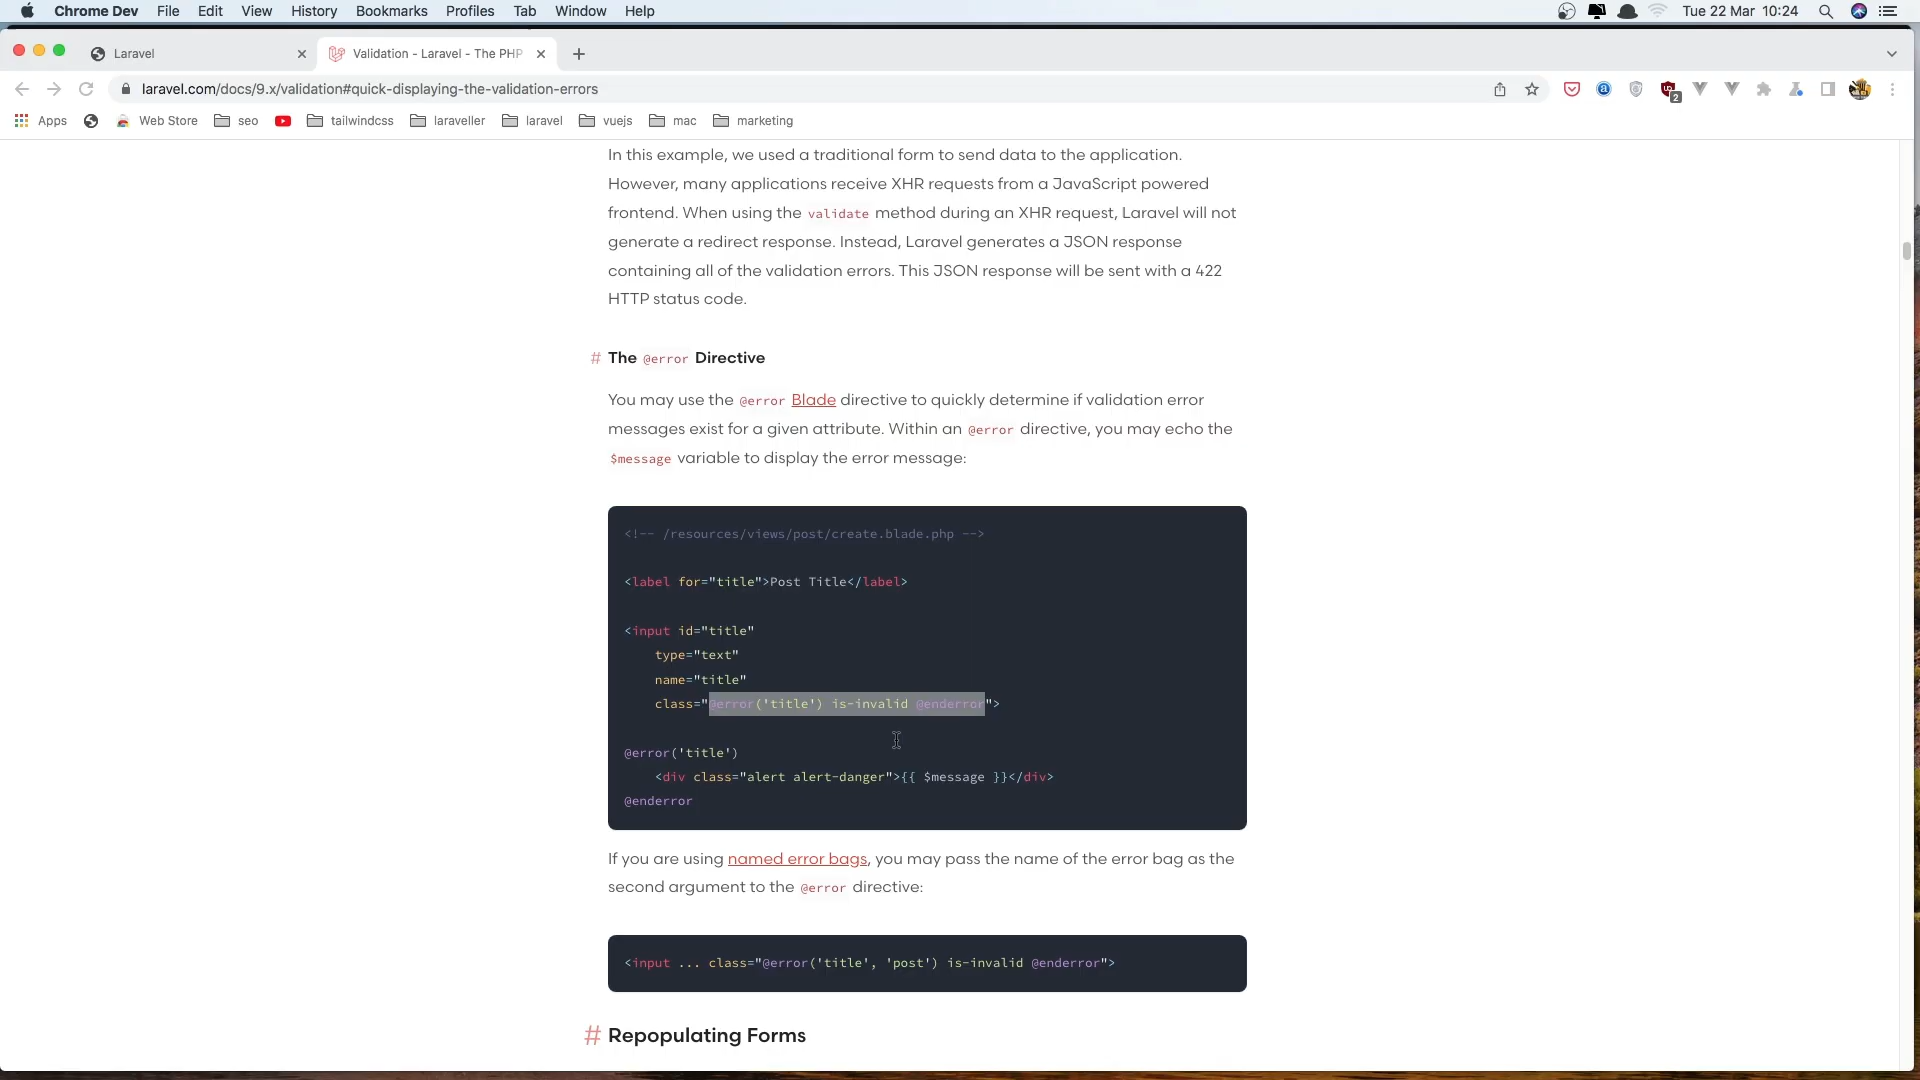 Chrome Dev File Edit View History Bookmarks Profiles Tab Window Help Tue 22 Mar 10:24
Laravel Validation - Laravel - The PHP
laravel.com/docs/9.x/validation#quick-displaying-the-validation-errors
2
Apps Web Store seo tailwindcss laraveller laravel vuejs mac marketing
In this example, we used a traditional form to send data to the application.
However, many applications receive XHR requests from a JavaScript powered
frontend. When using the validate method during an XHR request, Laravel will not
generate a redirect response. Instead, Laravel generates a JSON response
containing all of the validation errors. This JSON response will be sent with a 422
HTTP status code.
# The @error Directive
You may use the @error Blade directive to quickly determine if validation error
messages exist for a given attribute. Within an @error directive, you may echo the
$message variable to display the error message:
<!-- /resources/views/post/create.blade.php -->
<label for="title">Post Title</label>
<input id="title"
type="text"
name="title"
class="@error('title') is-invalid @enderror">
@error('title')
<div class="alert alert-danger">{{ $message }}</div>
@enderror
If you are using named error bags, you may pass the name of the error bag as the
second argument to the @error directive:
<input ... class="@error('title', 'post') is-invalid @enderror">
# Repopulating Forms